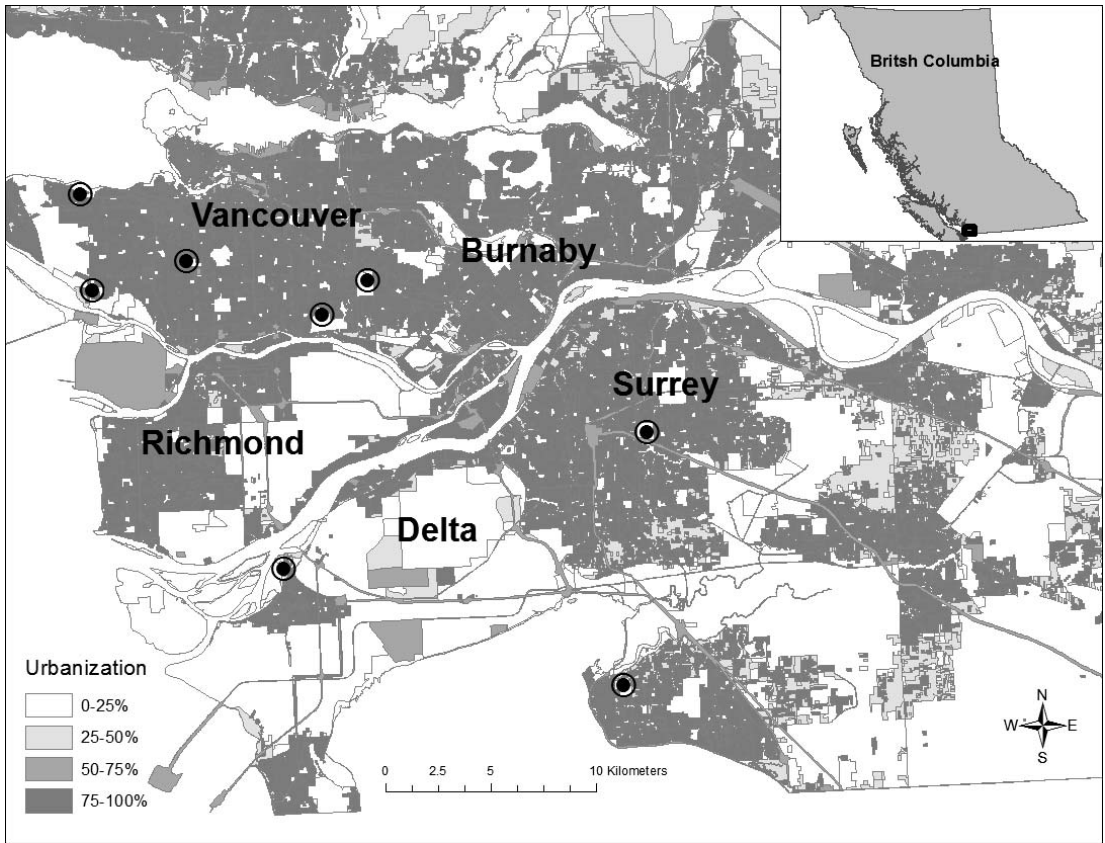 Britsh Columbia
Vancouver
Burnaby
Surrey
Richmond
Delta
Urbanization
0-25%
25-50%
50-75%
75-100%
0 2.5 5 10 Kilometers
N
W E
S